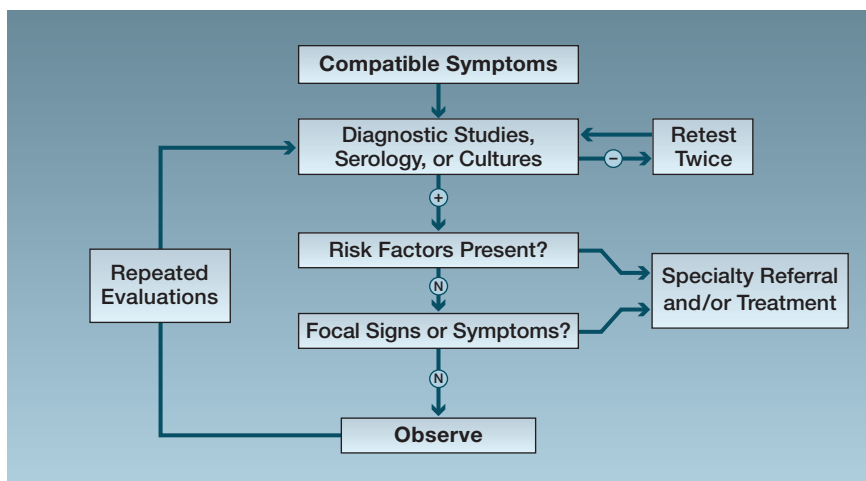 Compatible Symptoms
Diagnostic Studies,
Serology, or Cultures
−
Retest
Twice
+
Risk Factors Present?
N
Repeated
Evaluations
Specialty Referral
and/or Treatment
Focal Signs or Symptoms?
N
Observe